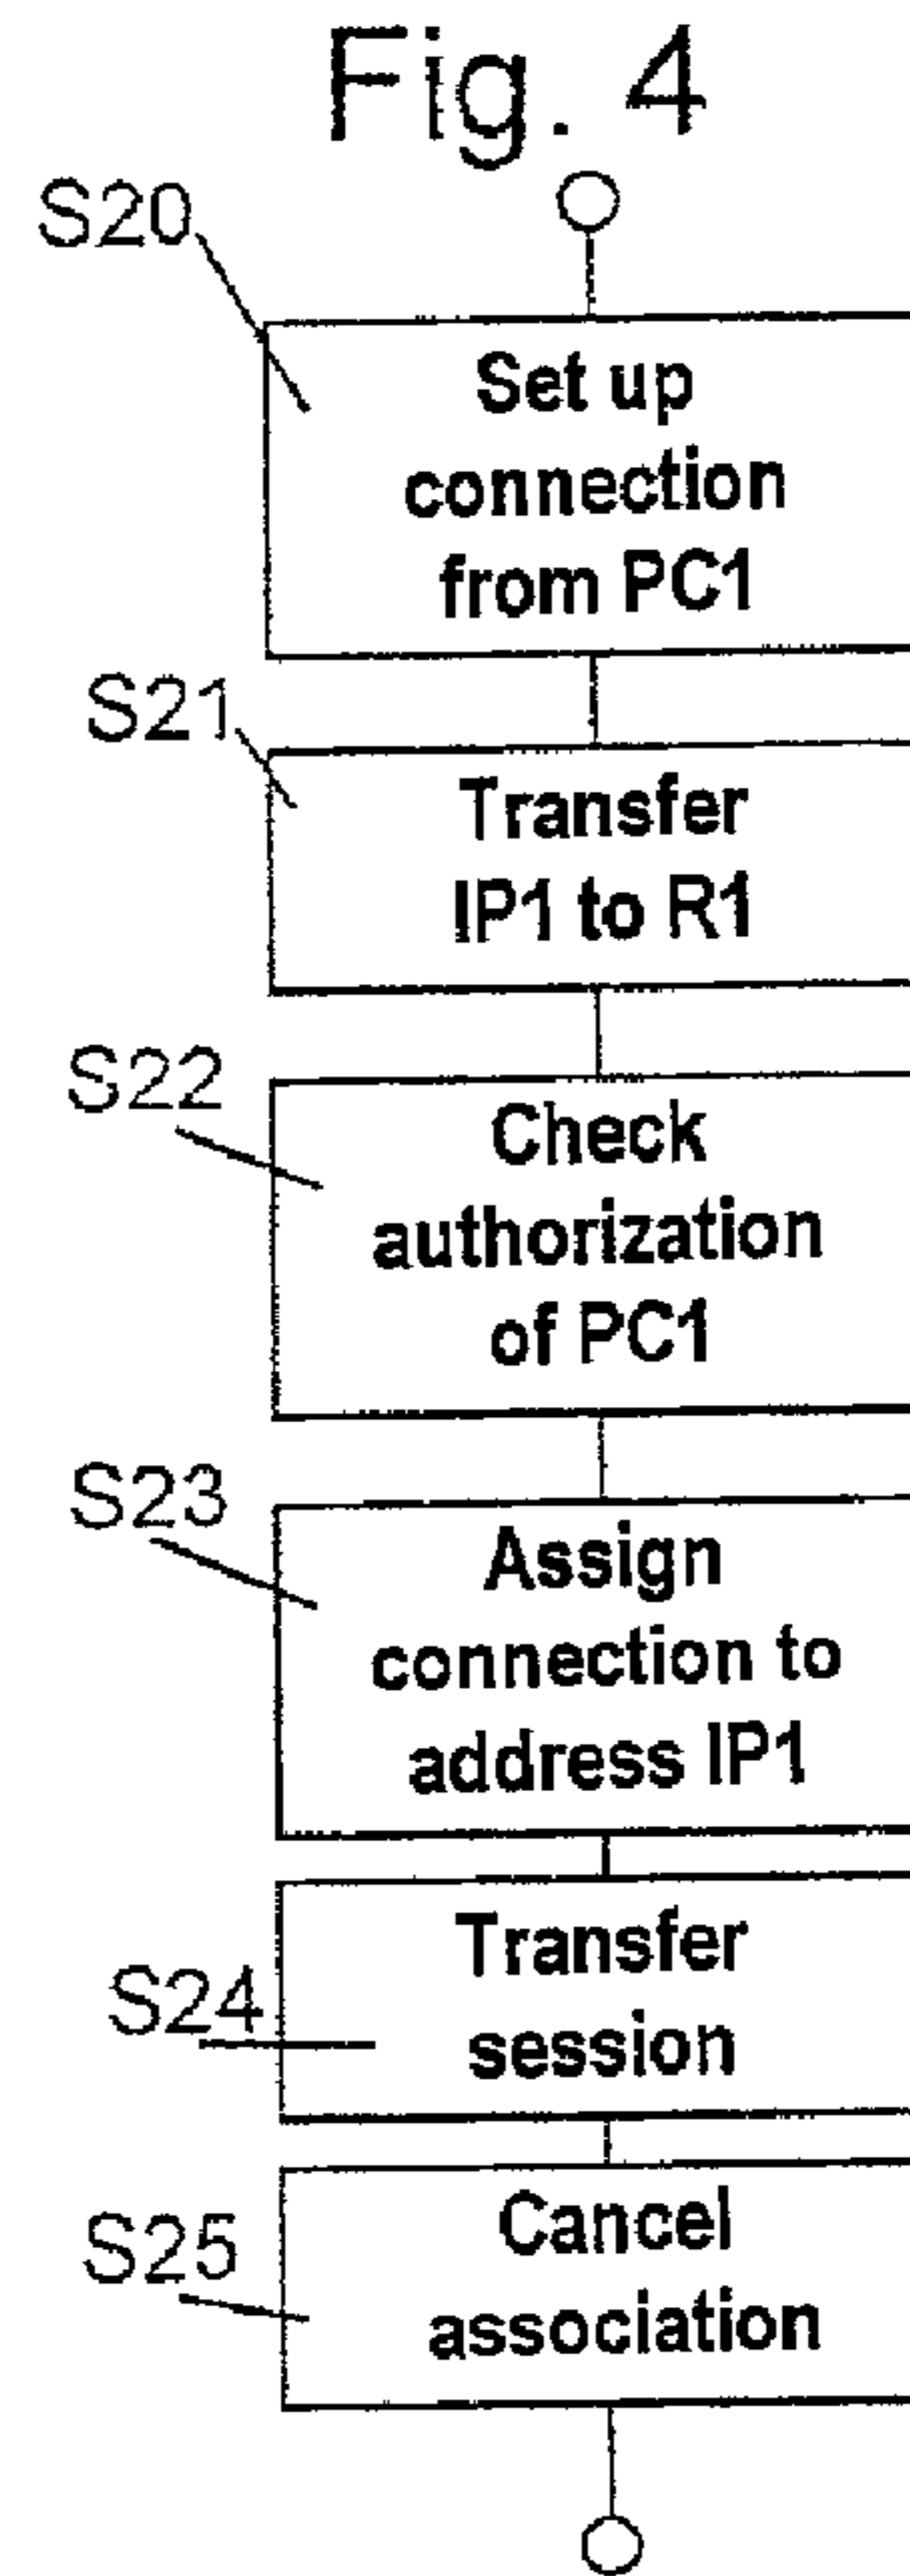 Fig. 4
S20
Set up
connection
from PC1
S21
Transfer
IP1 to R1
S22
Check
authorization
of PC1
S23
Assign
connection to
address IP1
S24
Transfer
session
S25
Cancel
association